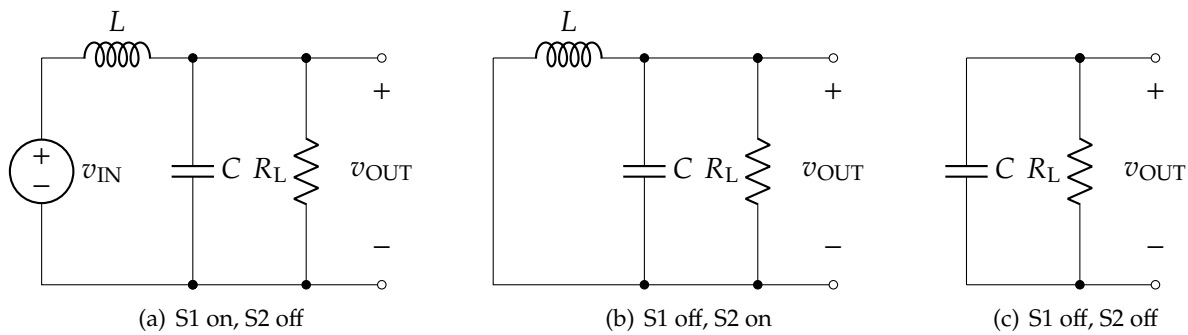 L
+
−
v_IN
C
R_L
+
v_OUT
−
(a) S1 on, S2 off
L
C
R_L
+
v_OUT
−
(b) S1 off, S2 on
C
R_L
+
v_OUT
−
(c) S1 off, S2 off